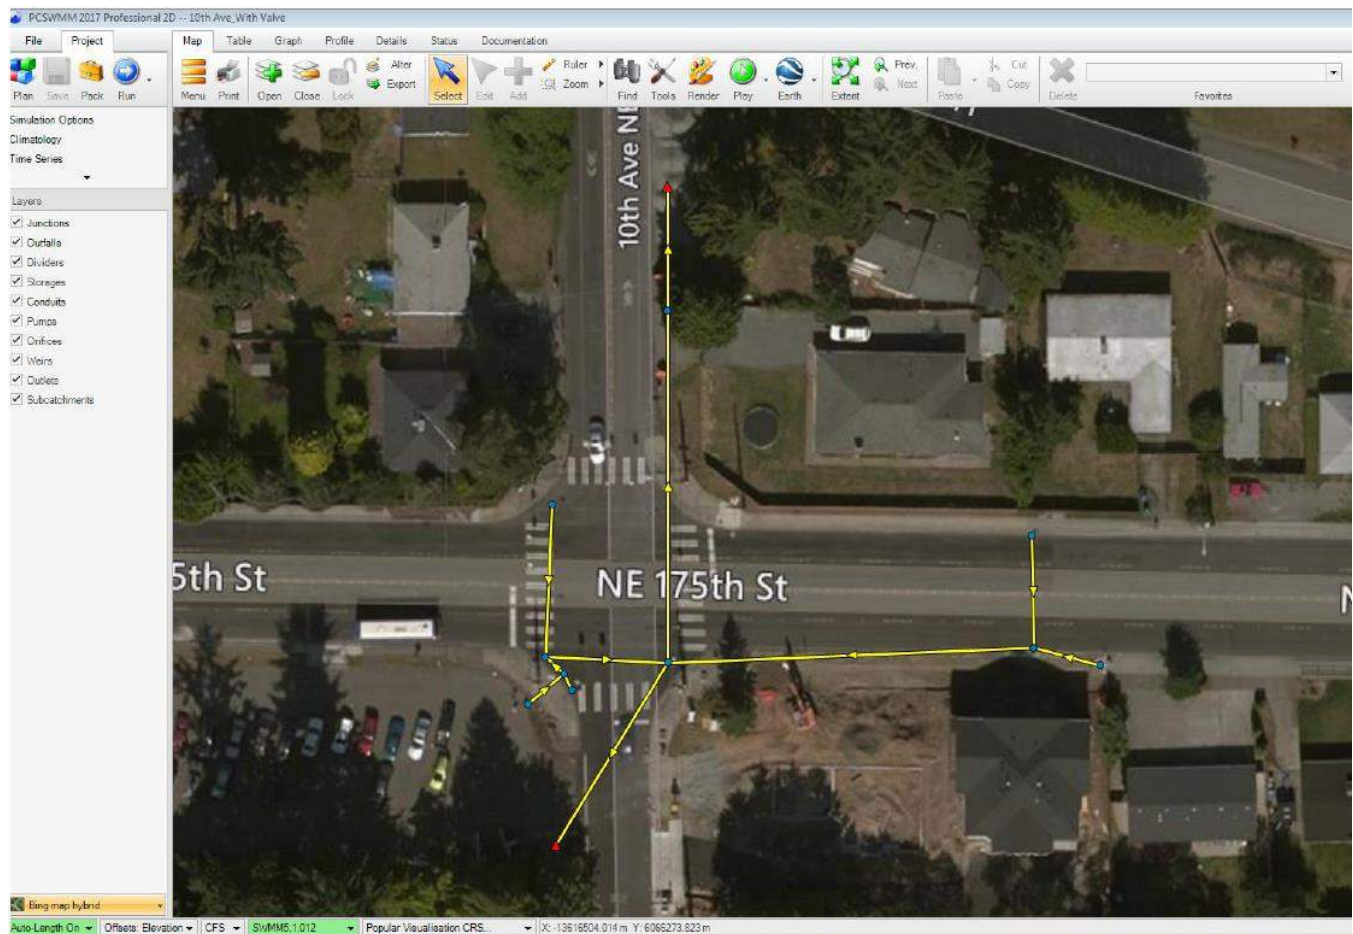 PCSWMM 2017 Professional 2D -- 10th Ave_With Valve
File Project Map Table Graph Profile Details Status Documentation
Plan Save Pack Run Menu Print Open Close Lock Alter Export Select Edit Add Ruler Zoom Find Tools Render Play Earth Extent Prev. Next Paste Cut Copy Delete Favorites
Simulation Options
Climatology
Time Series
Layers
Junctions
Outfalls
Dividers
Storages
Conduits
Pumps
Orifices
Weirs
Outlets
Subcatchments
10th Ave NE
5th St
NE 175th St
N
Bing map hybrid
Auto-Length On Offsets: Elevation CFS SWMM5.1.012 Popular Visualisation CRS... X: -13616504.014 m Y: 6066273.823 m